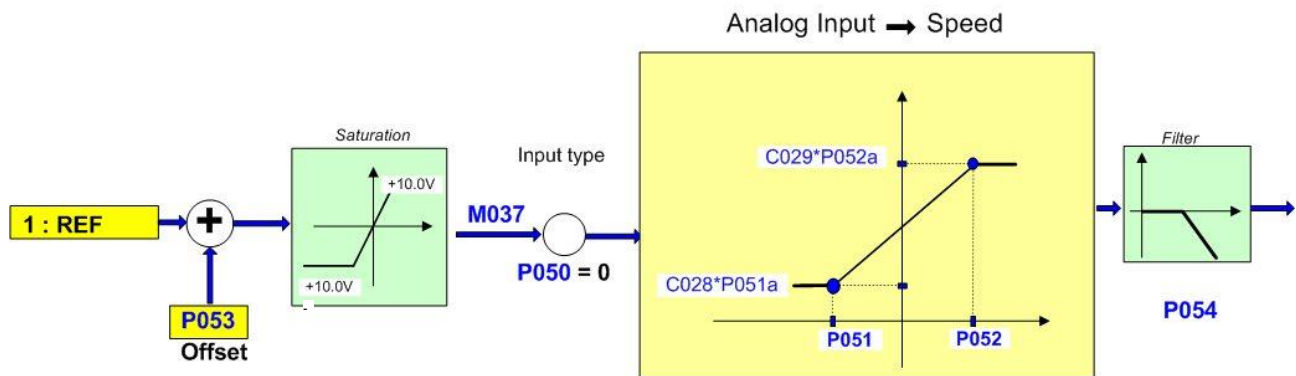 Analog Input → Speed
Saturation
+10.0V
+10.0V
-
1 : REF
+
P053
Offset
M037
Input type
P050 = 0
C029*P052a
C028*P051a
P051
P052
Filter
P054